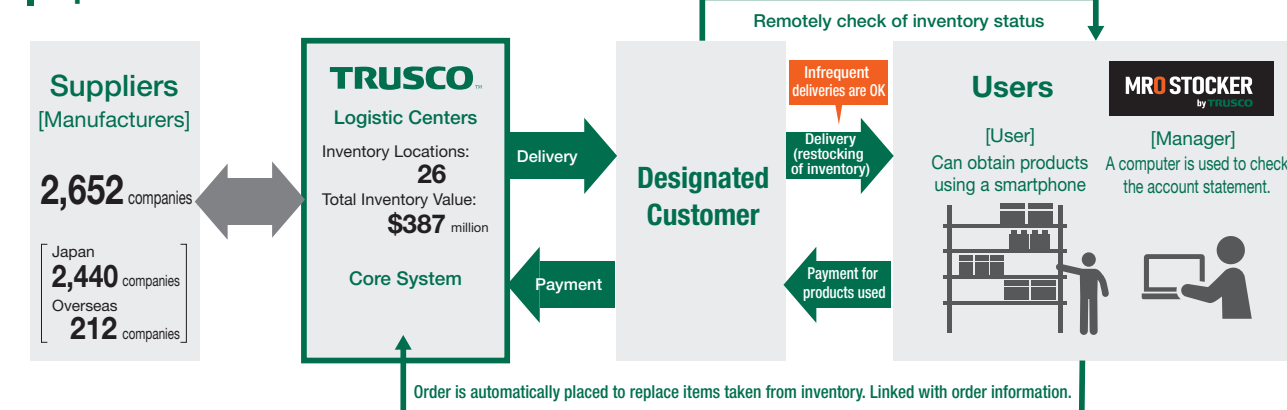 Remotely check of inventory status
Suppliers
[Manufacturers]
2,652 companies
Japan
2,440 companies
Overseas
212 companies
TRUSCO™
Logistic Centers
Inventory Locations:
26
Total Inventory Value:
$387 million
Core System
Delivery
Payment
Designated
Customer
Infrequent
deliveries are OK
Delivery
(restocking
of inventory)
Payment for
products used
Users
[User]
Can obtain products
using a smartphone
MRO STOCKER
by TRUSCO
[Manager]
A computer is used to check
the account statement.
Order is automatically placed to replace items taken from inventory. Linked with order information.